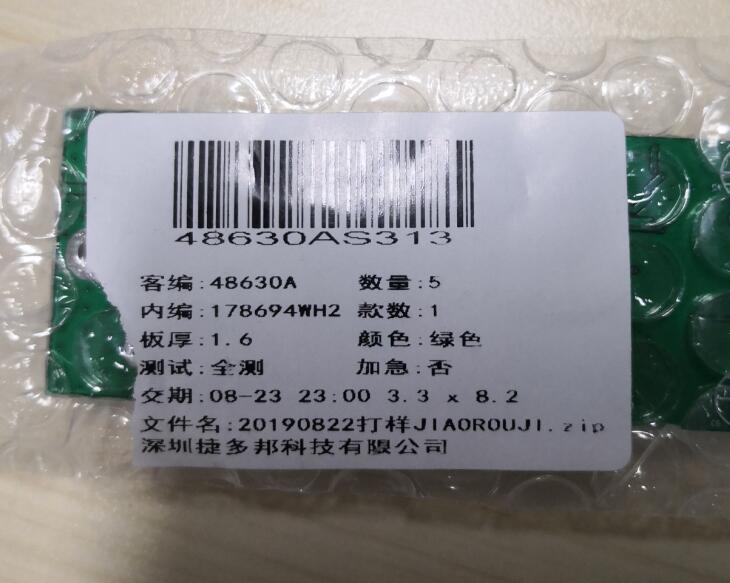 48630AS313
客编:48630A 数量:5
内编:178694WH2 款数:1
板厚:1.6 颜色:绿色
测试:全测 加急:否
交期:08-23 23:00 3.3 x 8.2
文件名:20190822打样JIAOROUJI.zip
深圳捷多邦科技有限公司